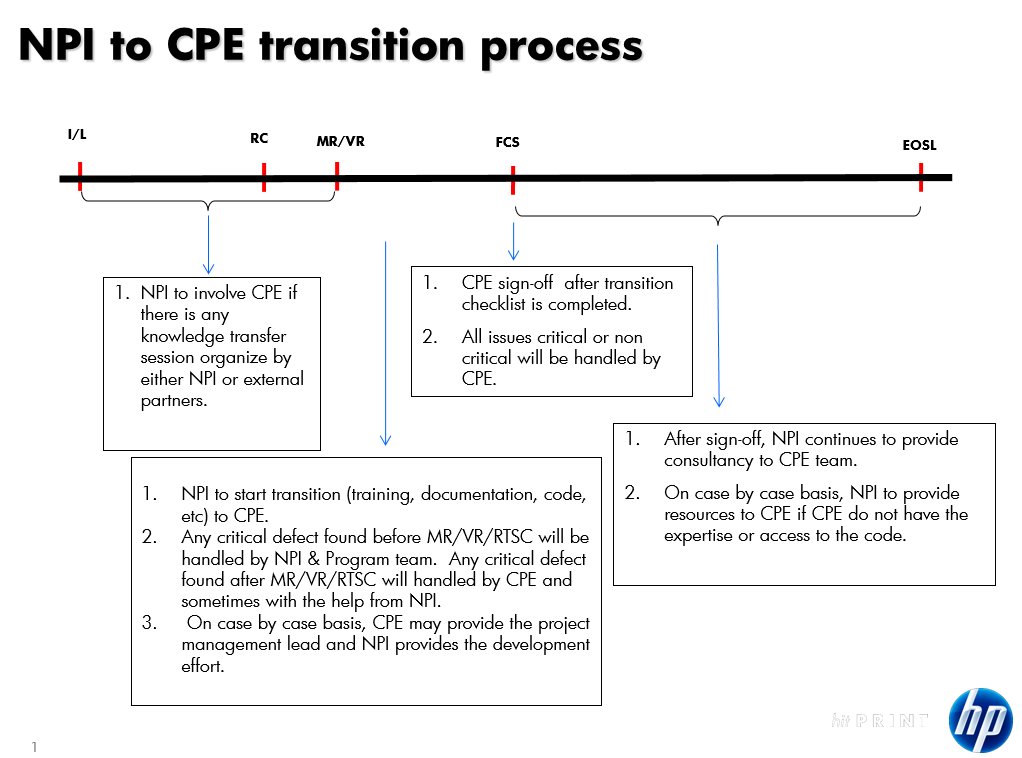 NPI to CPE transition process
I/L
RC
MR/VR
FCS
EOSL
1. NPI to involve CPE if
there is any
knowledge transfer
session organize by
either NPI or external
partners.
1. CPE sign-off after transition
checklist is completed.
2. All issues critical or non
critical will be handled by
CPE.
1. After sign-off, NPI continues to provide
consultancy to CPE team.
2. On case by case basis, NPI to provide
resources to CPE if CPE do not have the
expertise or access to the code.
1. NPI to start transition (training, documentation, code,
etc) to CPE.
2. Any critical defect found before MR/VR/RTSC will be
handled by NPI & Program team. Any critical defect
found after MR/VR/RTSC will handled by CPE and
sometimes with the help from NPI.
3. On case by case basis, CPE may provide the project
management lead and NPI provides the development
effort.
hit PRINT
hp
1